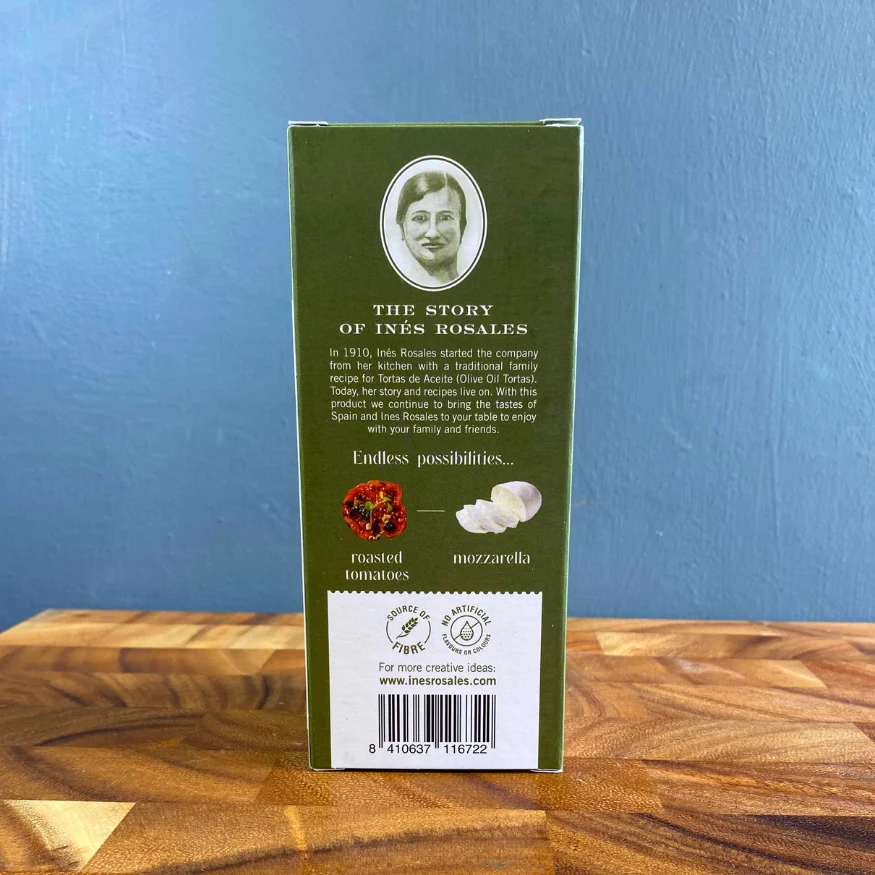 THE STORY
OF INÉS ROSALES
In 1910, Inés Rosales started the company
from her kitchen with a traditional family
recipe for Tortas de Aceite (Olive Oil Tortas).
Today, her story and recipes live on. With this
product we continue to bring the tastes of
Spain and Ines Rosales to your table to enjoy
with your family and friends.
Endless possibilities...
roasted
tomatoes
mozzarella
SOURCE OF
FIBRE
NO ARTIFICIAL
FLAVOURS OR COLOURS
For more creative ideas:
www.inesrosales.com
8 410637 116722